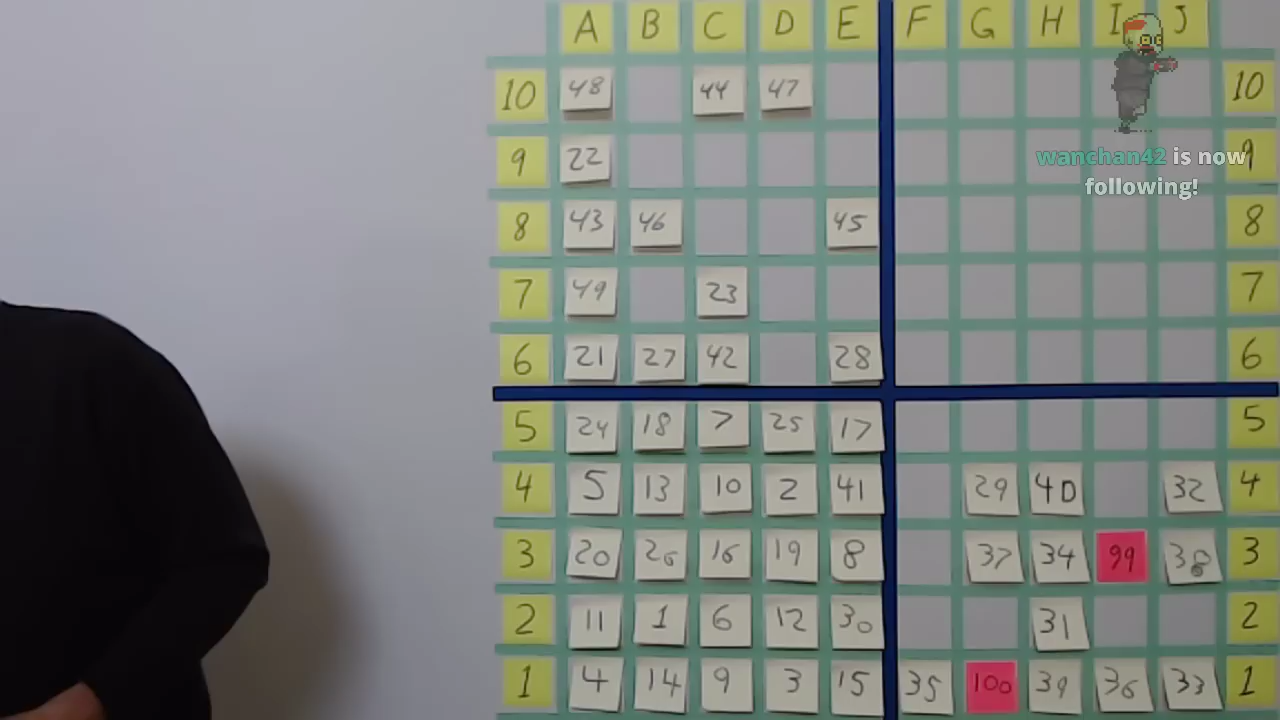 A B C D E F G H I J
10 48 44 47 10
9 22 9
wanchan42 is now
following!
8 43 46 45 8
7 49 23 7
6 21 27 42 28 6
5 24 18 7 25 17 5
4 5 13 10 2 41 29 40 32 4
3 20 26 16 19 8 37 34 99 38 3
2 11 1 6 12 30 31 2
1 4 14 9 3 15 35 100 39 36 33 1